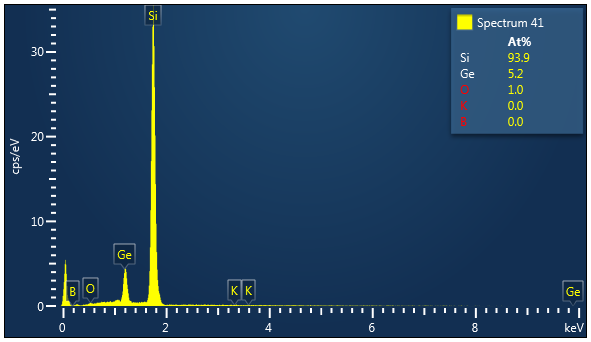 Si
Spectrum 41
At%
Si 93.9
Ge 5.2
O 1.0
0.0
0.0
30
20
10
0
cps/eV
B
O
Ge
K
K
Ge
0
2
4
6
8
keV